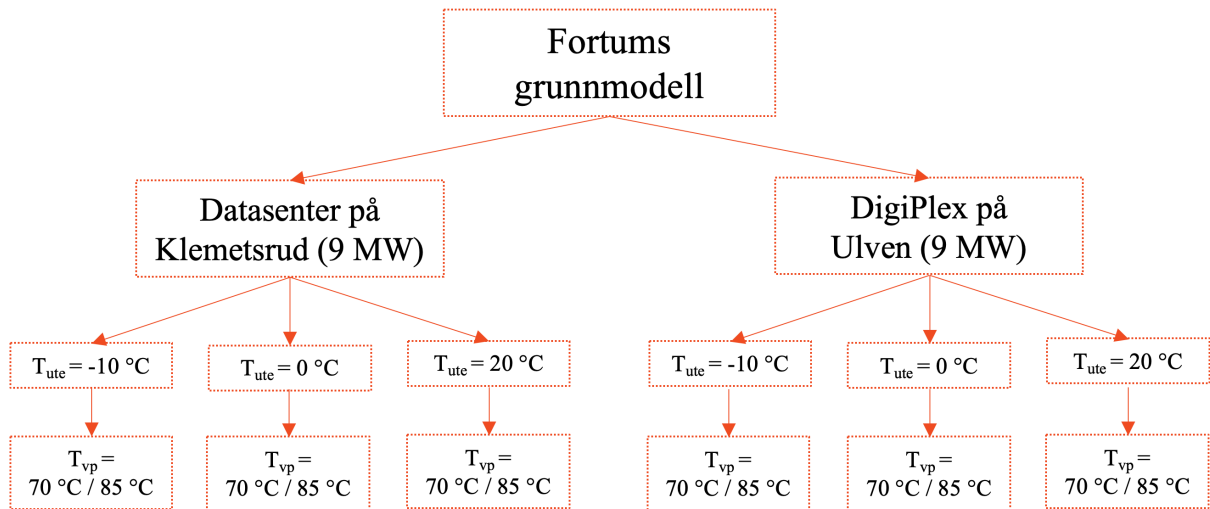 Fortums
grunnmodell
Datasenter på
Klemetsrud (9 MW)
DigiPlex på
Ulven (9 MW)
Tute = -10 °C
Tute = 0 °C
Tute = 20 °C
Tute = -10 °C
Tute = 0 °C
Tute = 20 °C
Tvp =
70 °C / 85 °C
Tvp =
70 °C / 85 °C
Tvp =
70 °C / 85 °C
Tvp =
70 °C / 85 °C
Tvp =
70 °C / 85 °C
Tvp =
70 °C / 85 °C